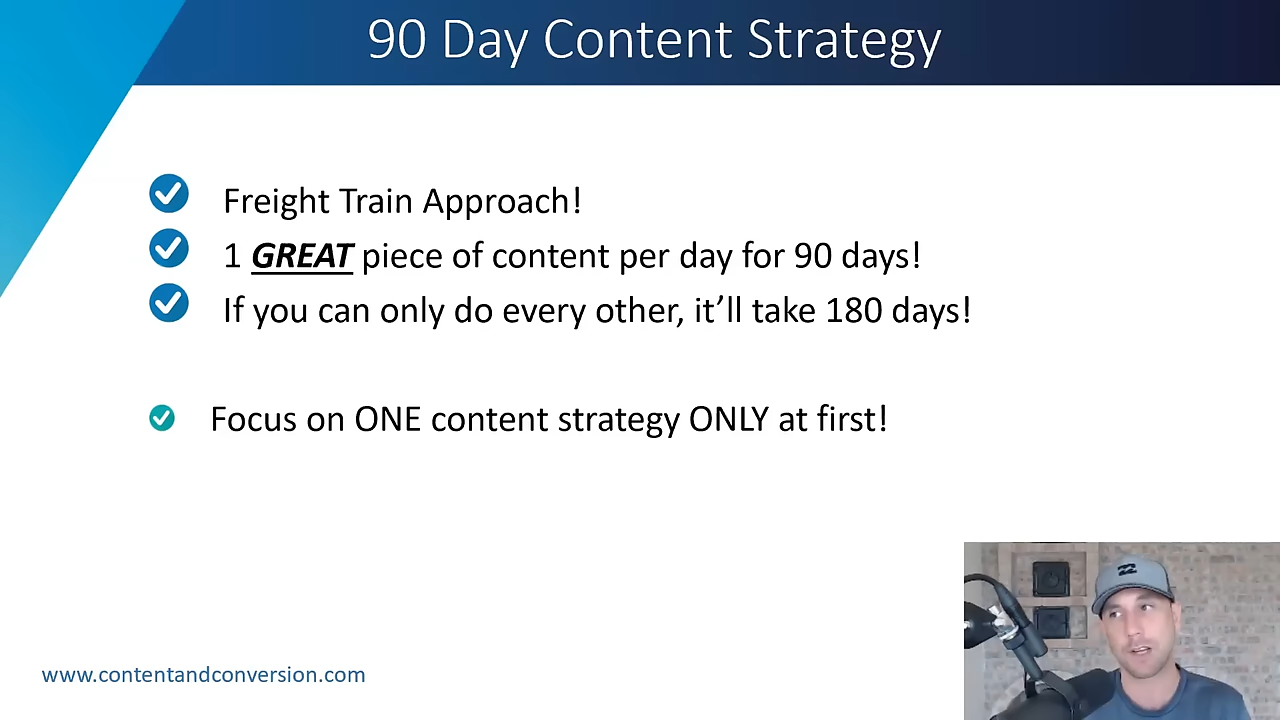 90 Day Content Strategy
Freight Train Approach!
1 GREAT piece of content per day for 90 days!
If you can only do every other, it’ll take 180 days!
Focus on ONE content strategy ONLY at first!
www.contentandconversion.com